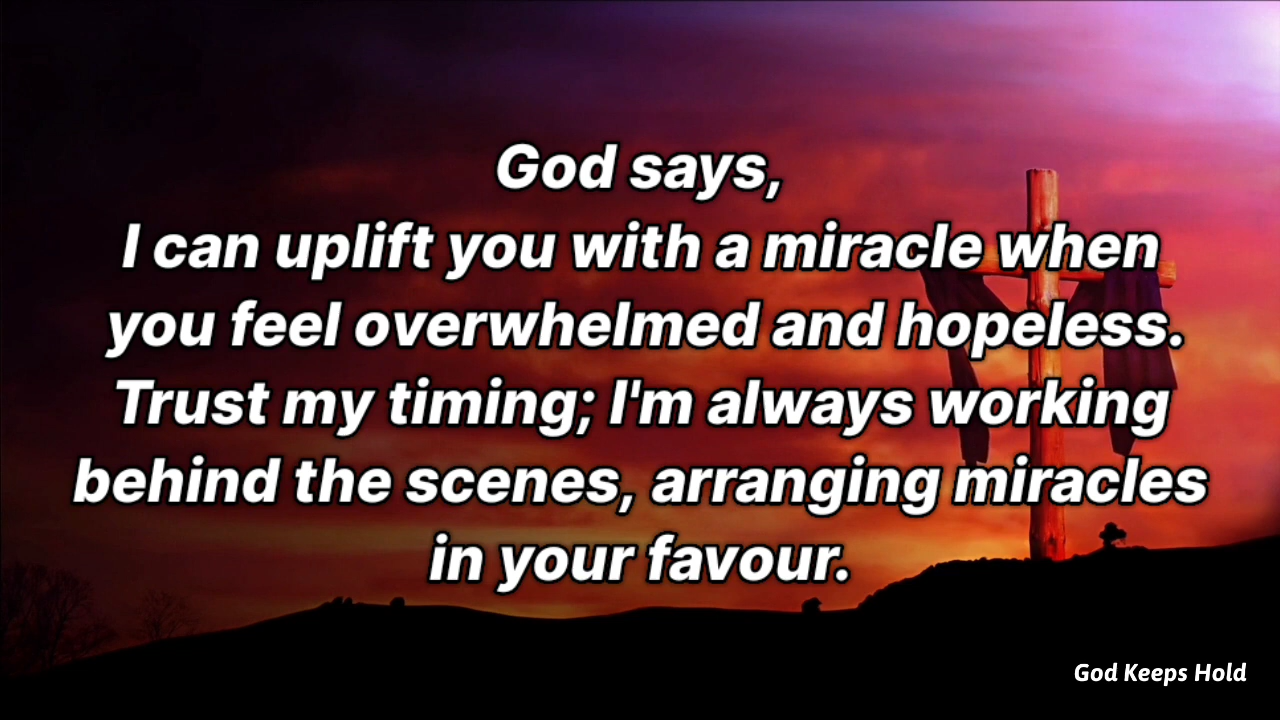 God says,
I can uplift you with a miracle when
you feel overwhelmed and hopeless.
Trust my timing; I'm always working
behind the scenes, arranging miracles
in your favour.
God Keeps Hold